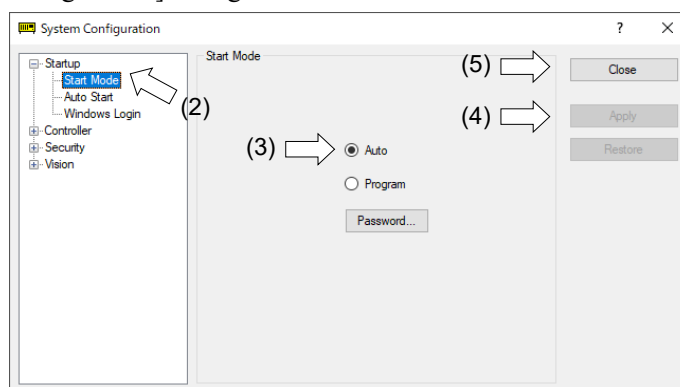 System Configuration
?
Startup
Start Mode
Auto Start
Windows Login
Controller
Security
Vision
(2)
Start Mode
(3)
Auto
Program
Password...
(5)
Close
(4)
Apply
Restore